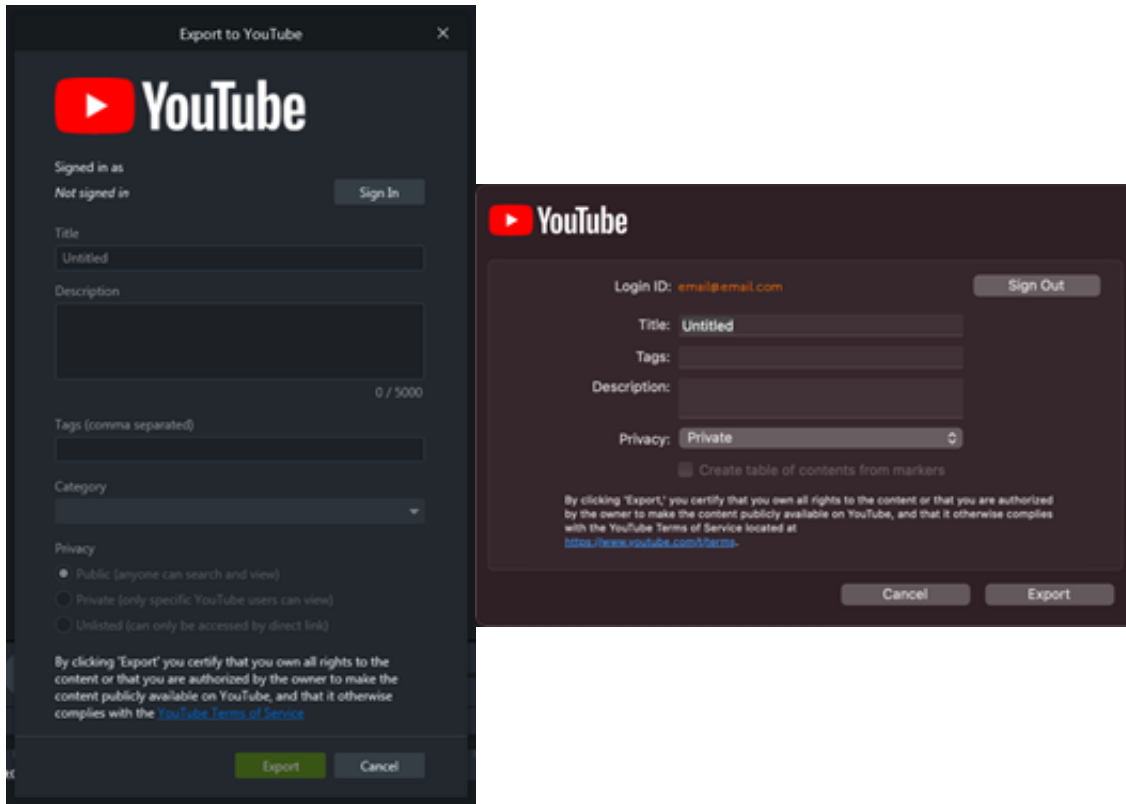 Export to YouTube
YouTube
Signed in as
Not signed in
Sign In
Title
Untitled
Description
0 / 5000
Tags (comma separated)
Category
Privacy
Public (anyone can search and view)
Private (only specific YouTube users can view)
Unlisted (can only be accessed by direct link)
By clicking 'Export' you certify that you own all rights to the
content or that you are authorized by the owner to make the
content publicly available on YouTube, and that it otherwise
complies with the YouTube Terms of Service
Export
Cancel
YouTube
Login ID: email@email.com
Sign Out
Title: Untitled
Tags:
Description:
Privacy: Private
Create table of contents from markers
By clicking 'Export,' you certify that you own all rights to the content or that you are authorized
by the owner to make the content publicly available on YouTube, and that it otherwise complies
with the YouTube Terms of Service located at
https://www.youtube.com/t/terms.
Cancel
Export